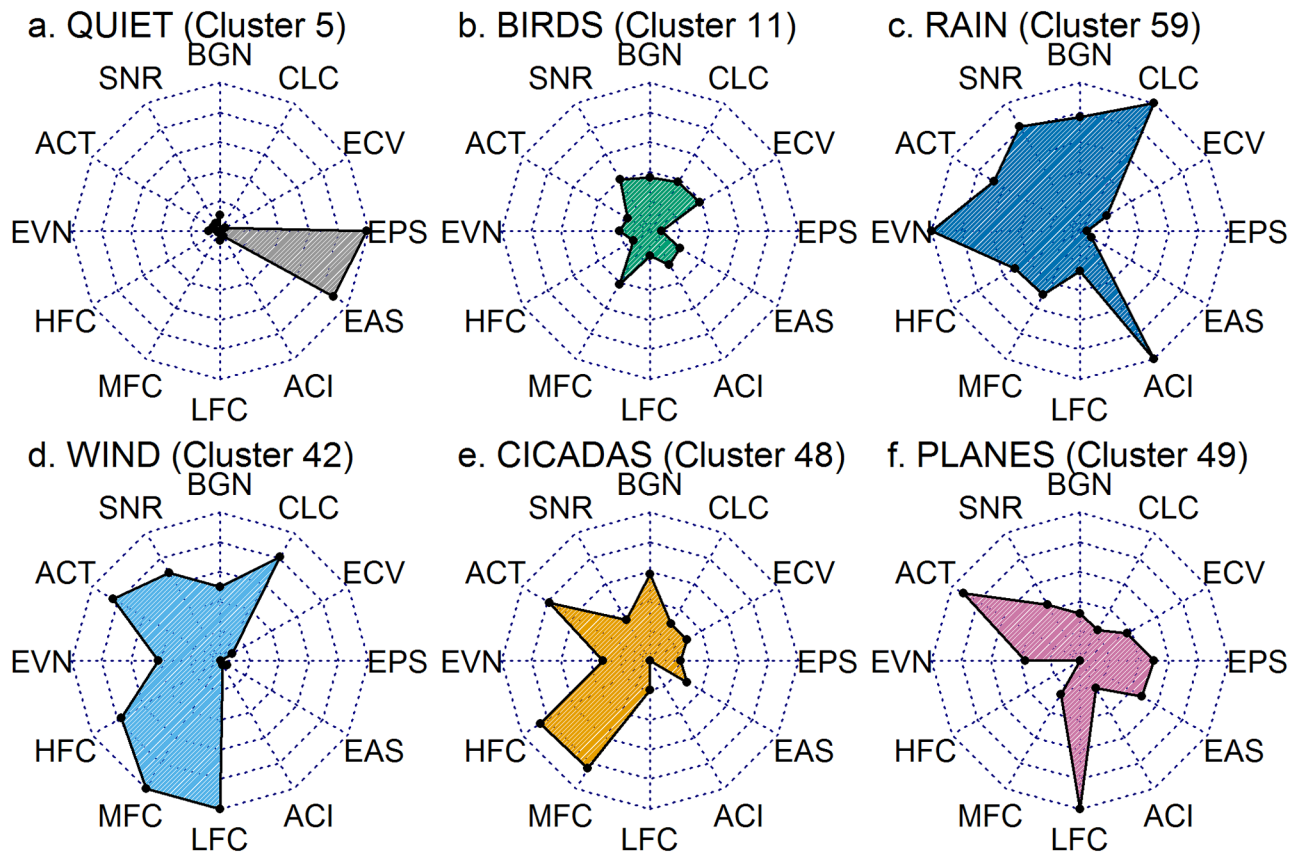 a. QUIET (Cluster 5)
BGN
CLC
ECV
EPS
EAS
ACI
LFC
MFC
HFC
EVN
ACT
SNR
b. BIRDS (Cluster 11)
BGN
CLC
ECV
EPS
EAS
ACI
LFC
MFC
HFC
EVN
ACT
SNR
c. RAIN (Cluster 59)
BGN
CLC
ECV
EPS
EAS
ACI
LFC
MFC
HFC
EVN
ACT
SNR
d. WIND (Cluster 42)
BGN
CLC
ECV
EPS
EAS
ACI
LFC
MFC
HFC
EVN
ACT
SNR
e. CICADAS (Cluster 48)
BGN
CLC
ECV
EPS
EAS
ACI
LFC
MFC
HFC
EVN
ACT
SNR
f. PLANES (Cluster 49)
BGN
CLC
ECV
EPS
EAS
ACI
LFC
MFC
HFC
EVN
ACT
SNR